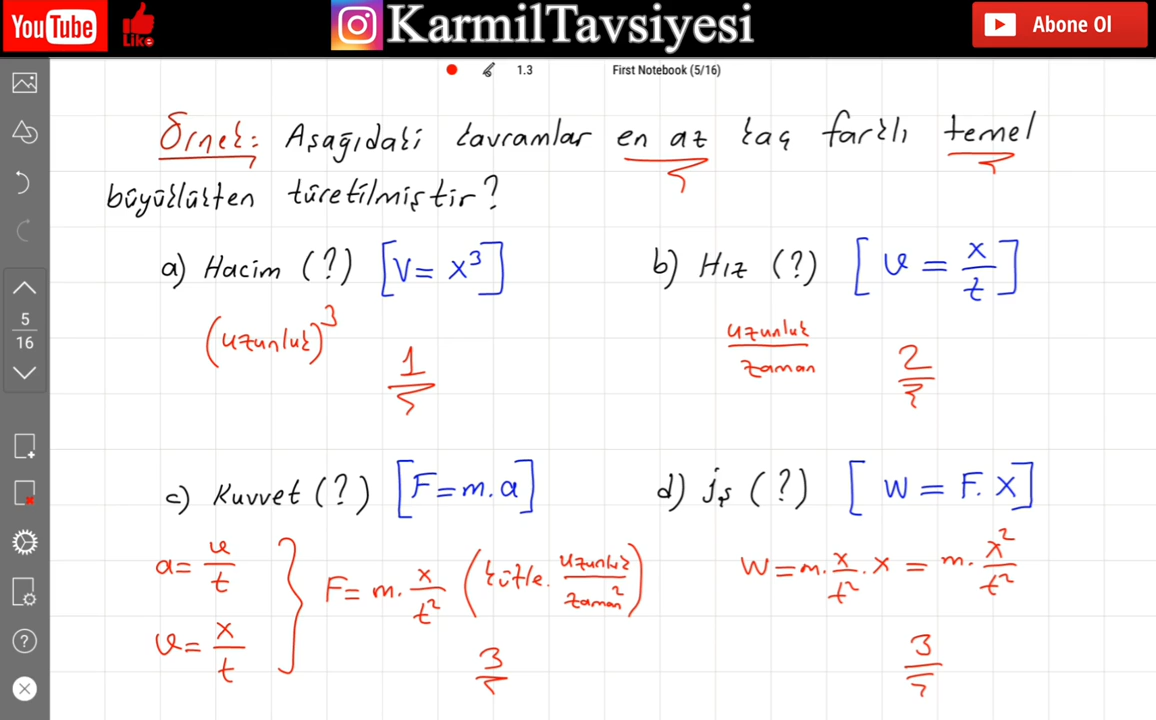 YouTube
Like
KarmilTavsiyesi
Abone Ol
1.3
First Notebook (5/16)
Örnek: Aşağıdaki kavramlar en az kaç farklı temel
büyüklükten türetilmiştir?
a) Hacim (?) [V = x³]
(uzunluk)³
1
b) Hız (?) [v = x/t]
uzunluk
zaman
2
5
16
c) Kuvvet (?) [F = m.a]
a = v/t
v = x/t
F = m. x/t² (kütle. uzunluk/zaman²)
3
d) İş (?) [W = F. X]
W = m. x/t² . x = m. x²/t²
3